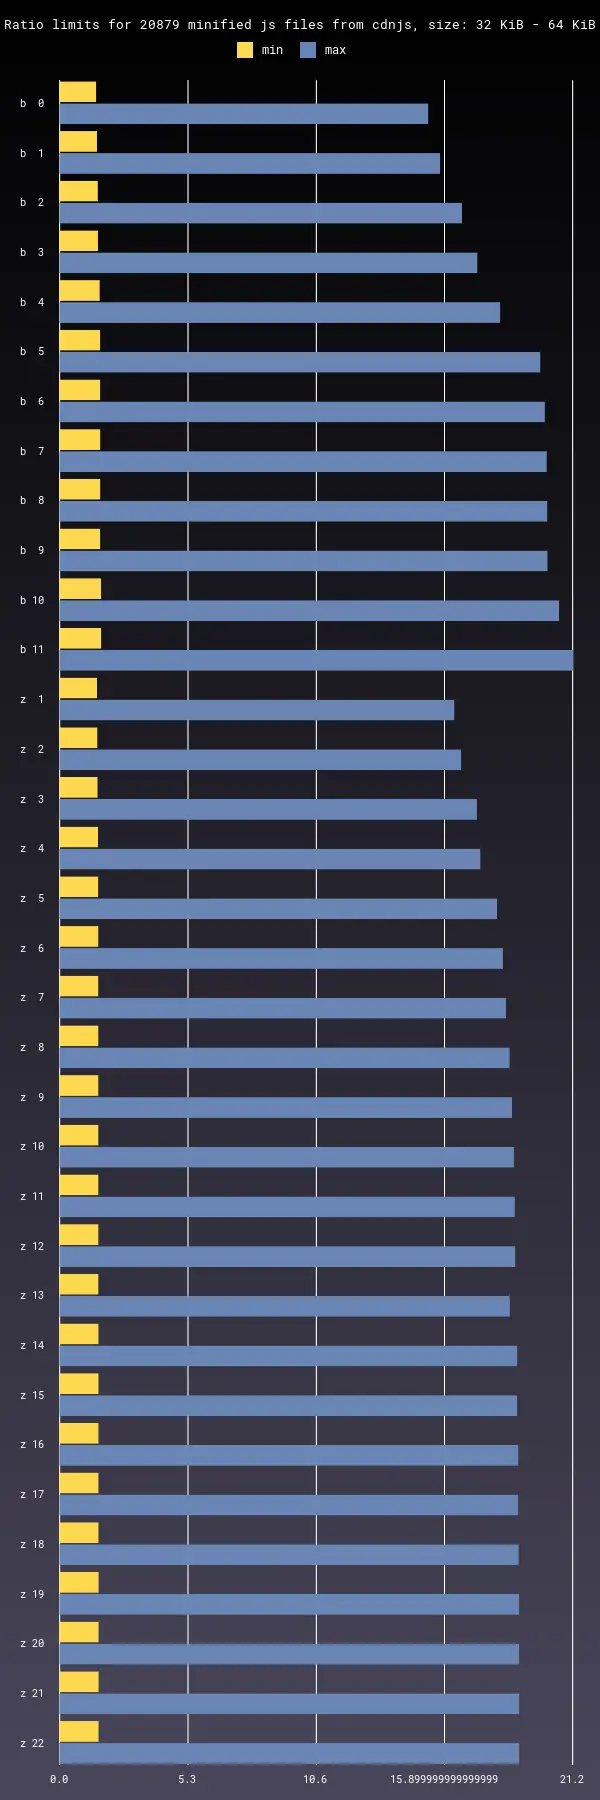 Ratio limits for 20879 minified js files from cdnjs, size: 32 KiB - 64 KiB
min max
b 0
b 1
b 2
b 3
b 4
b 5
b 6
b 7
b 8
b 9
b 10
b 11
z 1
z 2
z 3
z 4
z 5
z 6
z 7
z 8
z 9
z 10
z 11
z 12
z 13
z 14
z 15
z 16
z 17
z 18
z 19
z 20
z 21
z 22
0.0 5.3 10.6 15.899999999999999 21.2